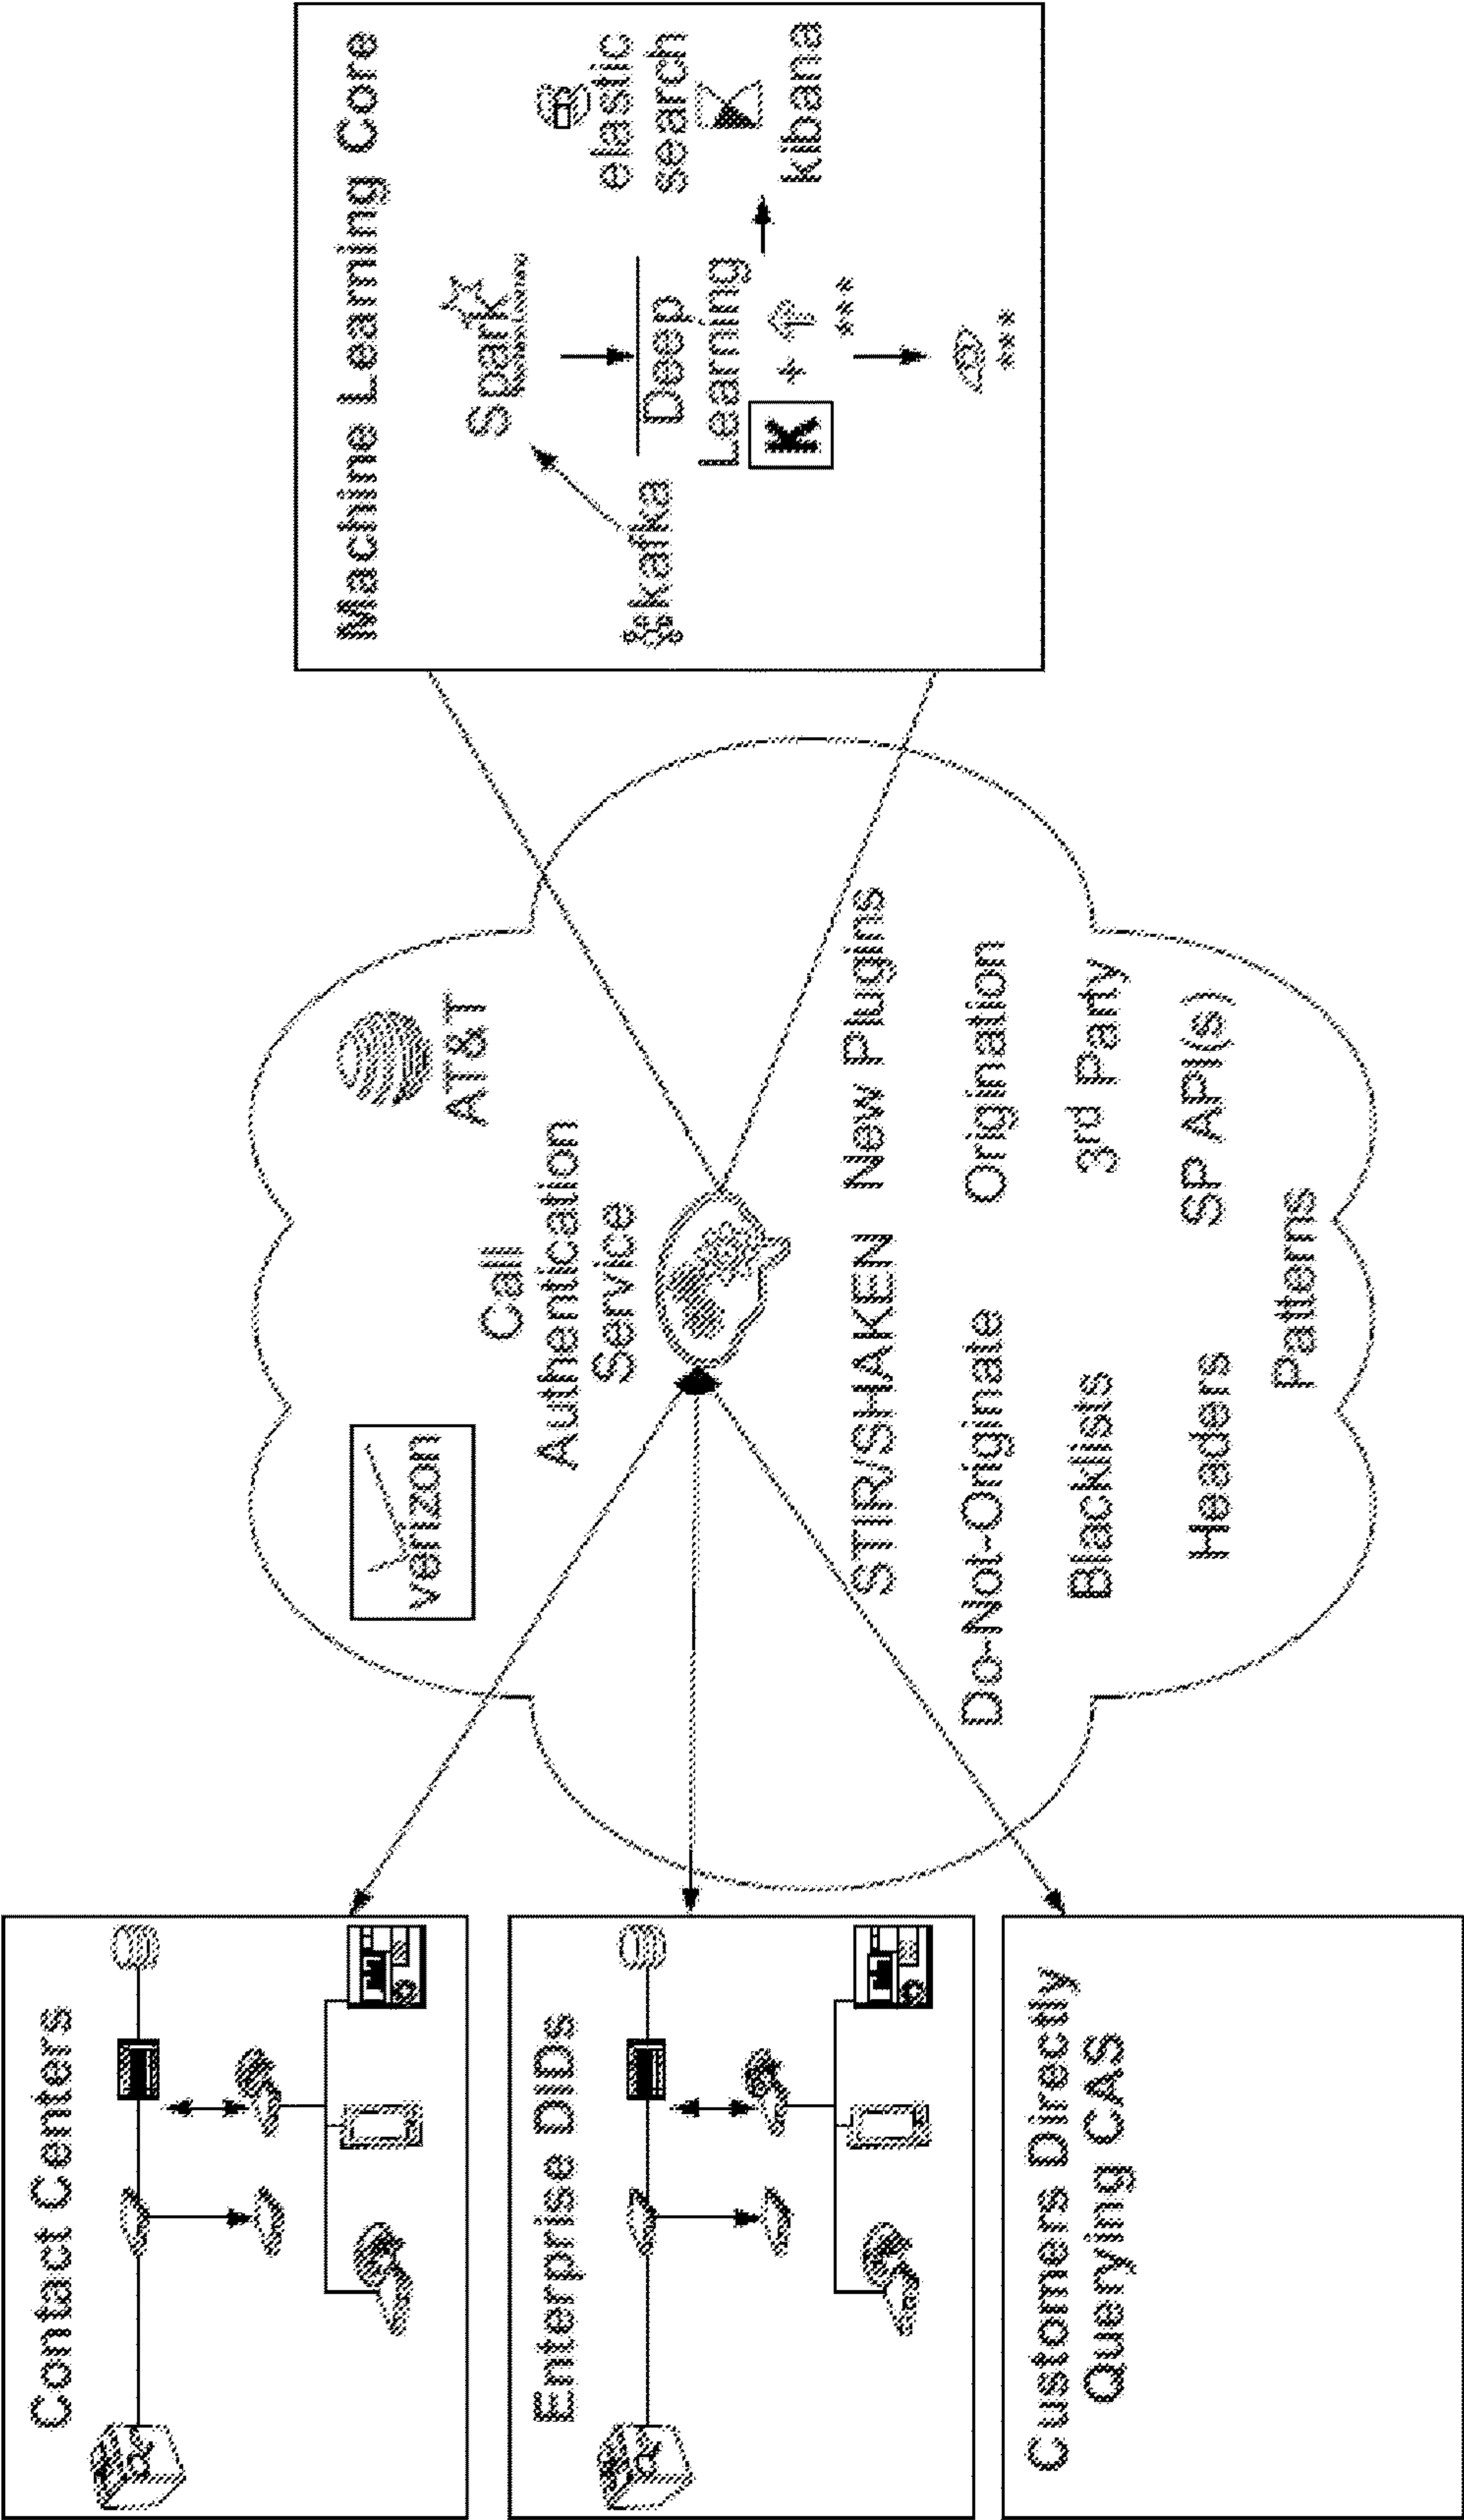 Contact Centers
Enterprise DIDs
Customers Directly
Querying CAS
verizon
AT&T
Call
Authentication
Service
STIR/SHAKEN
New Plugins
Do-Not-Originate
Origination
Blacklists
3rd Party
Headers
SP API(s)
Patterns
Machine Learning Core
kafka
Spark
Deep
Learning
K
+
***
***
elastic
search
kibana